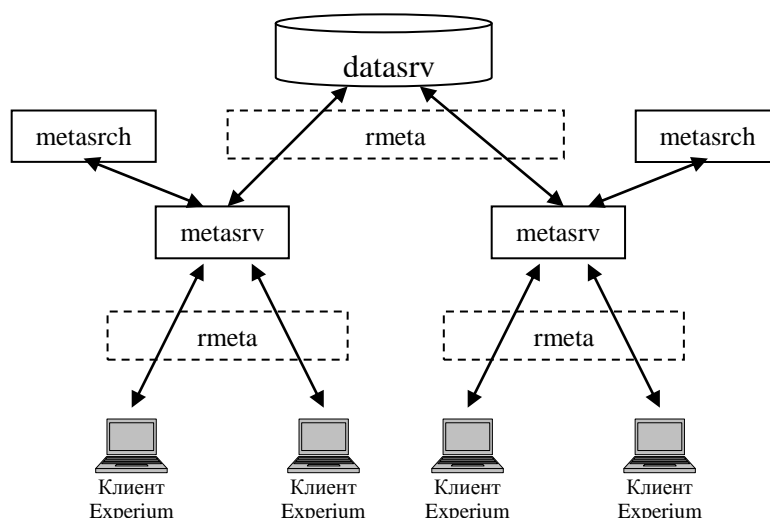 datasrv
rmeta
metasrch
metasrch
metasrv
metasrv
rmeta
rmeta
Клиент
Experium
Клиент
Experium
Клиент
Experium
Клиент
Experium